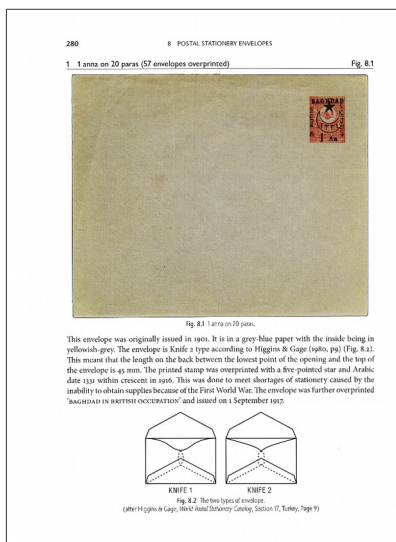 280
8 POSTAL STATIONERY ENVELOPES
1 1 anna on 20 paras (57 envelopes overprinted)
Fig. 8.1
BAGHDAD
1 An
Fig. 8.1 1 anna on 20 paras.
This envelope was originally issued in 1901. It is in a grey-blue paper with the inside being in
yellowish-grey. The envelope is Knife 2 type according to Higgins & Gage (1980, p9) (Fig. 8.2).
This meant that the length on the back between the lowest point of the opening and the top of
the envelope is 45 mm. The printed stamp was overprinted with a five-pointed star and Arabic
date 1331 within crescent in 1916. This was done to meet shortages of stationery caused by the
inability to obtain supplies because of the First World War. The envelope was further overprinted
'BAGHDAD IN BRITISH OCCUPATION' and issued on 1 September 1917.
KNIFE 1
KNIFE 2
Fig. 8.2 The two types of envelope.
(after Higgins & Gage, World Postal Stationery Catalog, Section 17, Turkey, Page 9)